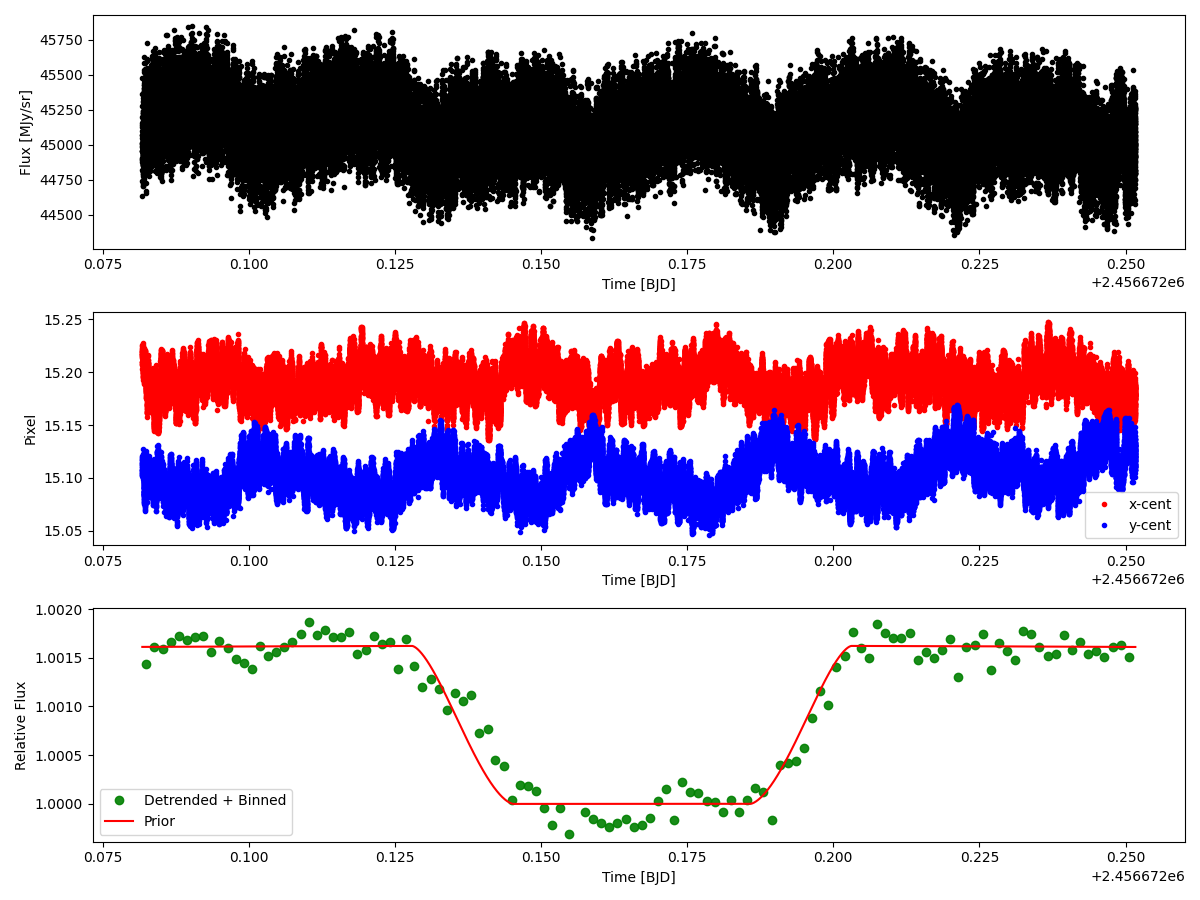 45750
45500
45250
45000
44750
44500
Flux [MJy/sr]
0.075 0.100 0.125 0.150 0.175 0.200 0.225 0.250
Time [BJD]
+2.456672e6
15.25
15.20
15.15
15.10
15.05
Pixel
x-cent
y-cent
0.075 0.100 0.125 0.150 0.175 0.200 0.225 0.250
Time [BJD]
+2.456672e6
1.0020
1.0015
1.0010
1.0005
1.0000
Relative Flux
Detrended + Binned
Prior
0.075 0.100 0.125 0.150 0.175 0.200 0.225 0.250
Time [BJD]
+2.456672e6